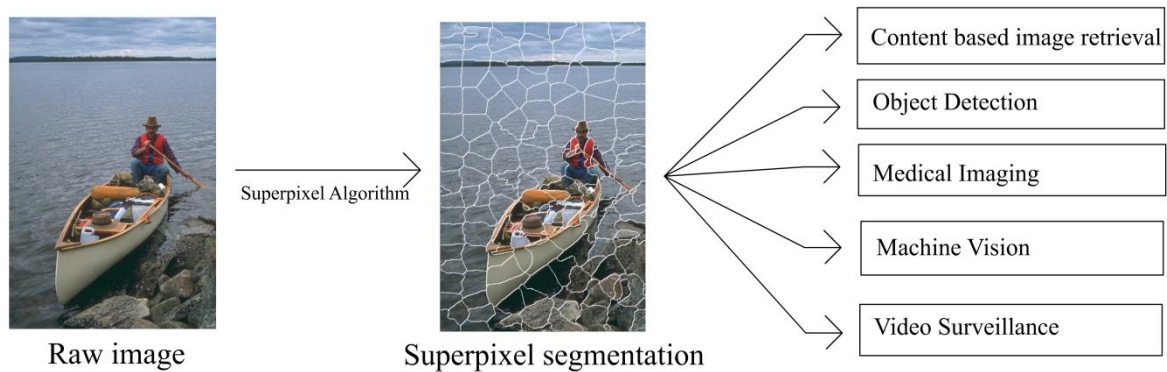 Raw image
Superpixel Algorithm
Superpixel segmentation
Content based image retrieval
Object Detection
Medical Imaging
Machine Vision
Video Surveillance